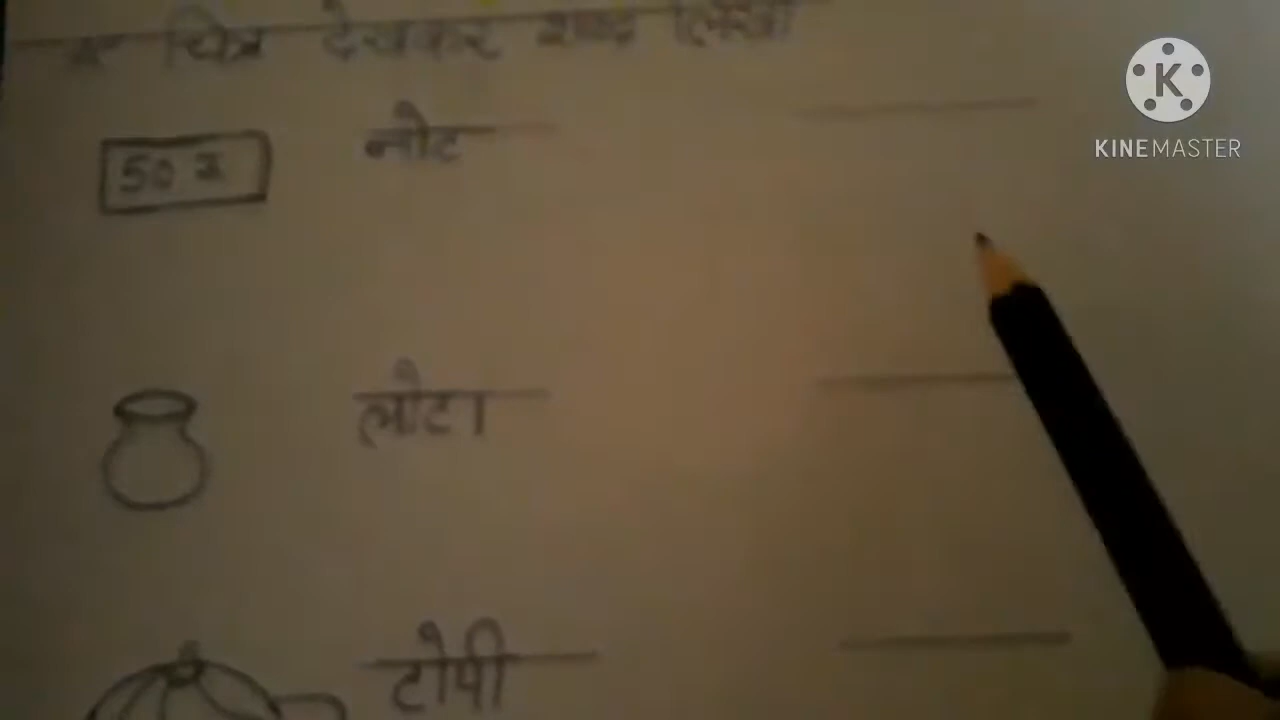 चित्र देखकर शब्द लिखो
50 रु
नोट
लोटा
टोपी
KINEMASTER